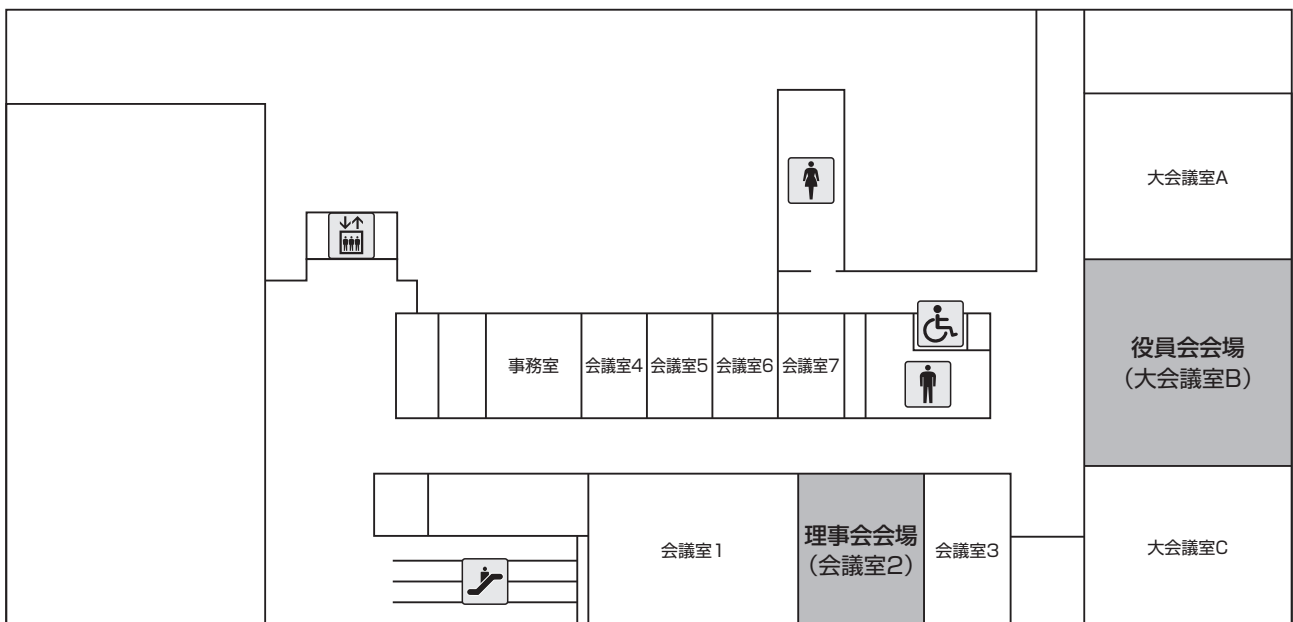 大会議室A
役員会会場
（大会議室B）
事務室
会議室4
会議室5
会議室6
会議室7
会議室1
理事会会場
（会議室2）
会議室3
大会議室C